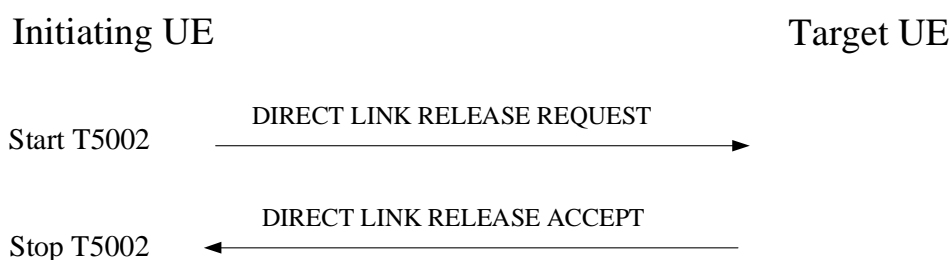 Initiating UE
Target UE
DIRECT LINK RELEASE REQUEST
Start T5002
DIRECT LINK RELEASE ACCEPT
Stop T5002